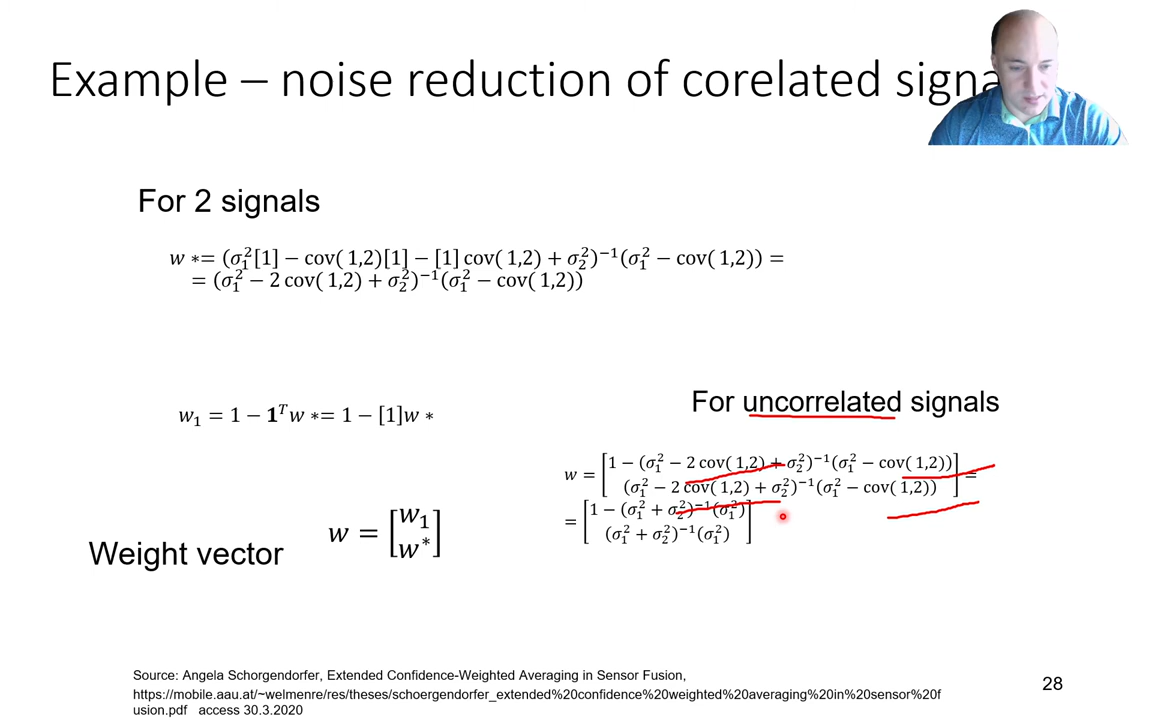 Example – noise reduction of corelated signa
For 2 signals
w ∗= (σ₁²[1] − cov( 1,2)[1] − [1] cov( 1,2) + σ₂²)⁻¹(σ₁² − cov( 1,2)) =
= (σ₁² − 2 cov( 1,2) + σ₂²)⁻¹(σ₁² − cov( 1,2))
w₁ = 1 − 𝟏ᵀw ∗= 1 − [1]w ∗
For uncorrelated signals
w = [1 − (σ₁² − 2 cov( 1,2) + σ₂²)⁻¹(σ₁² − cov( 1,2))
(σ₁² − 2 cov( 1,2) + σ₂²)⁻¹(σ₁² − cov( 1,2))] =
= [1 − (σ₁² + σ₂²)⁻¹(σ₁²)
(σ₁² + σ₂²)⁻¹(σ₁²)]
Weight vector
w = [w₁
w*]
Source: Angela Schorgendorfer, Extended Confidence-Weighted Averaging in Sensor Fusion,
https://mobile.aau.at/~welmenre/res/theses/schoergendorfer_extended%20confidence%20weighted%20averaging%20in%20sensor%20f
usion.pdf access 30.3.2020
28